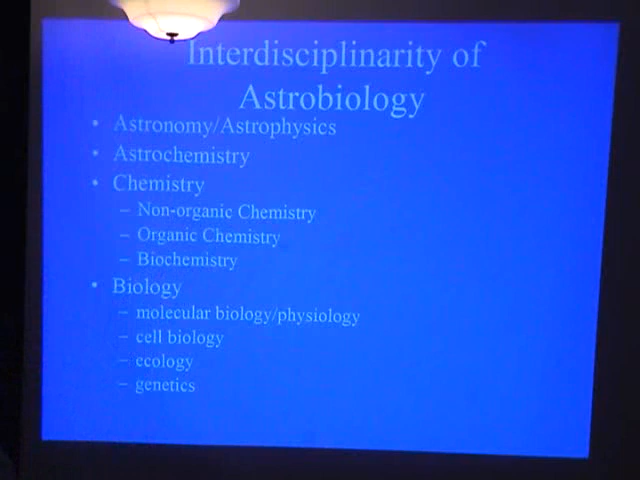 Interdisciplinarity of
Astrobiology
• Astronomy/Astrophysics
• Astrochemistry
• Chemistry
– Non-organic Chemistry
– Organic Chemistry
– Biochemistry
• Biology
– molecular biology/physiology
– cell biology
– ecology
– genetics